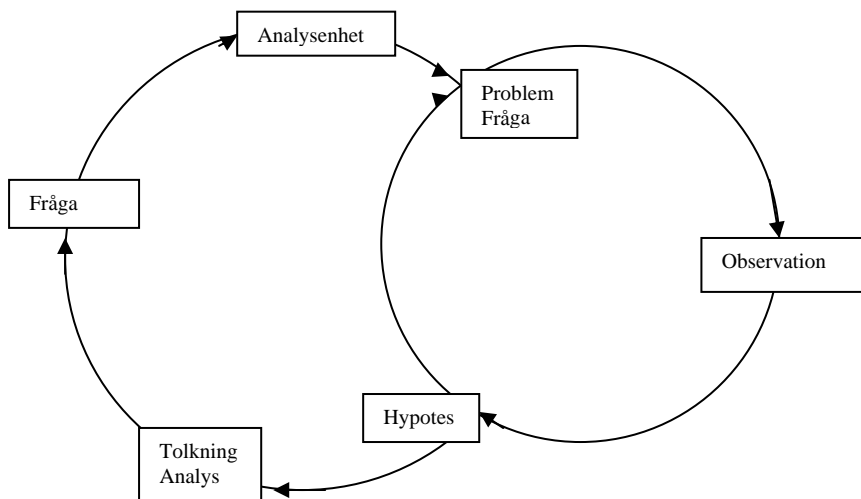 Analysenhet
Problem
Fråga
Fråga
Observation
Hypotes
Tolkning
Analys